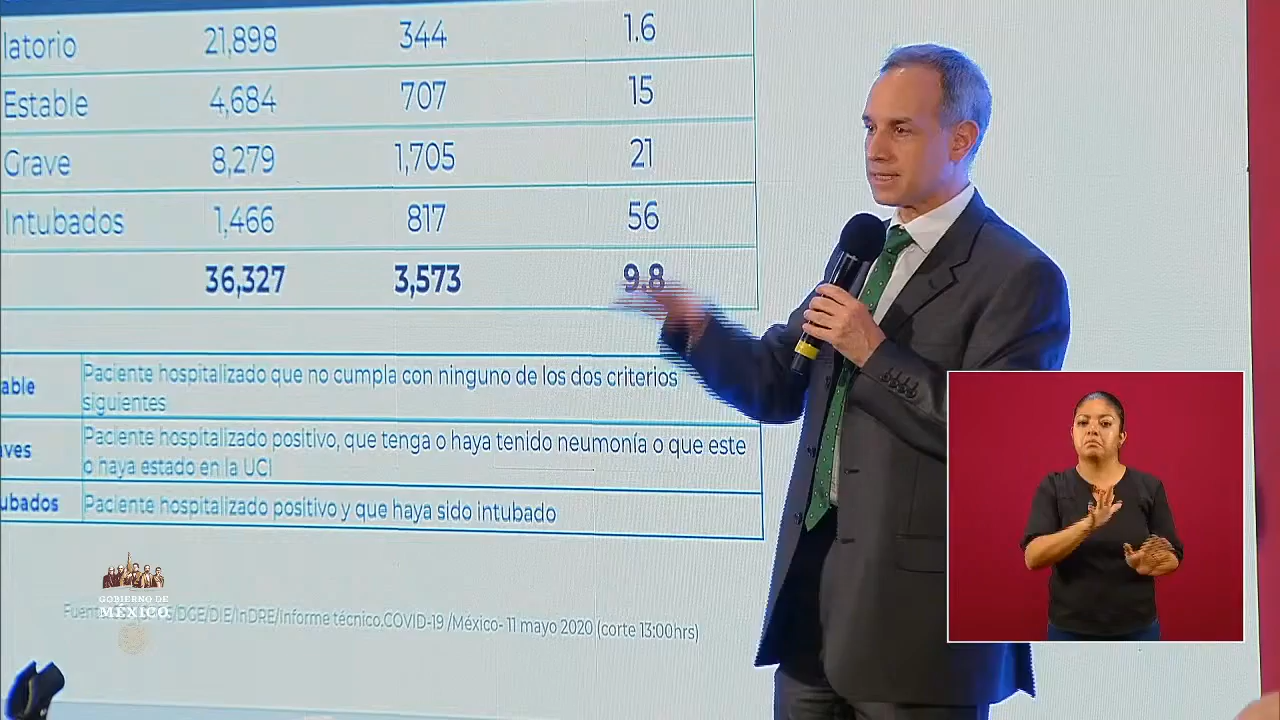 latorio 21,898 344 1.6
Estable 4,684 707 15
Grave 8,279 1,705 21
Intubados 1,466 817 56
36,327 3,573 9.8
able Paciente hospitalizado que no cumpla con ninguno de los dos criterios
siguientes
ves Paciente hospitalizado positivo, que tenga o haya tenido neumonía o que este
o haya estado en la UCI
ubados Paciente hospitalizado positivo y que haya sido intubado
GOBIERNO DE
MÉXICO
/DGE/DIE/InDRE/Informe técnico.COVID-19 /México- 11 mayo 2020 (corte 13:00hrs)